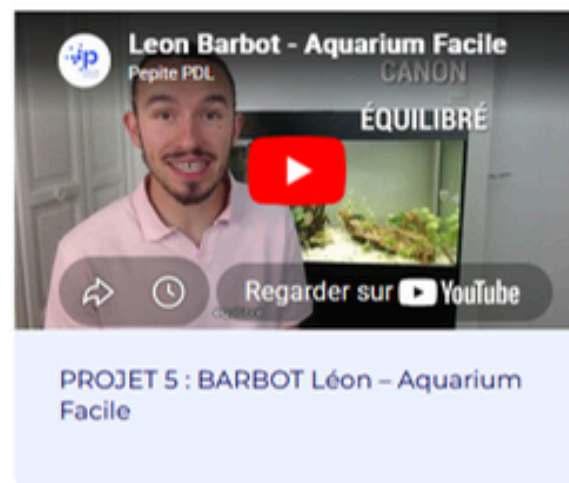 Leon Barbot - Aquarium Facile
Pepite PDL
CANON
ÉQUILIBRÉ
Regarder sur YouTube
PROJET 5 : BARBOT Léon – Aquarium
Facile